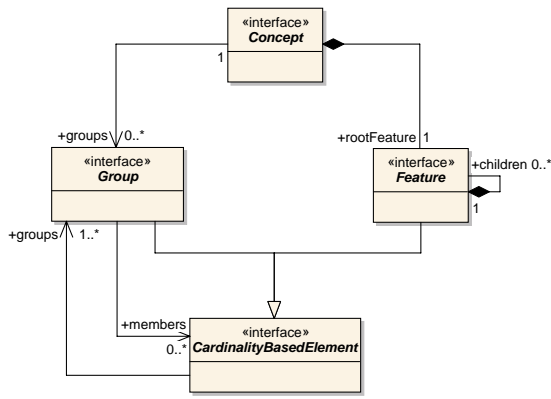 «interface»
Concept
1
+groups 0..*
+rootFeature 1
«interface»
Group
«interface»
Feature
+children 0..*
1
+groups 1..*
+members
0..*
«interface»
CardinalityBasedElement